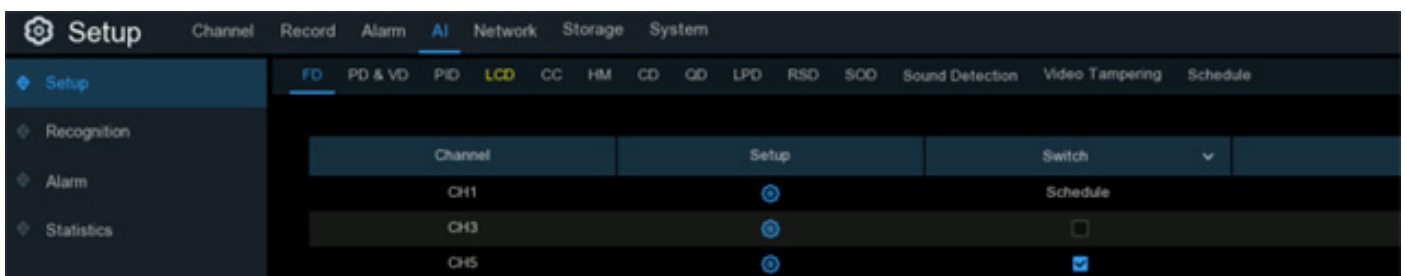 Setup Channel Record Alarm AI Network Storage System
Setup FD PD & VD PID LCD CC HM CD QD LPD RSD SOD Sound Detection Video Tampering Schedule
Recognition
Channel Setup Switch
Alarm
CH1 Schedule
Statistics
CH3
CH5